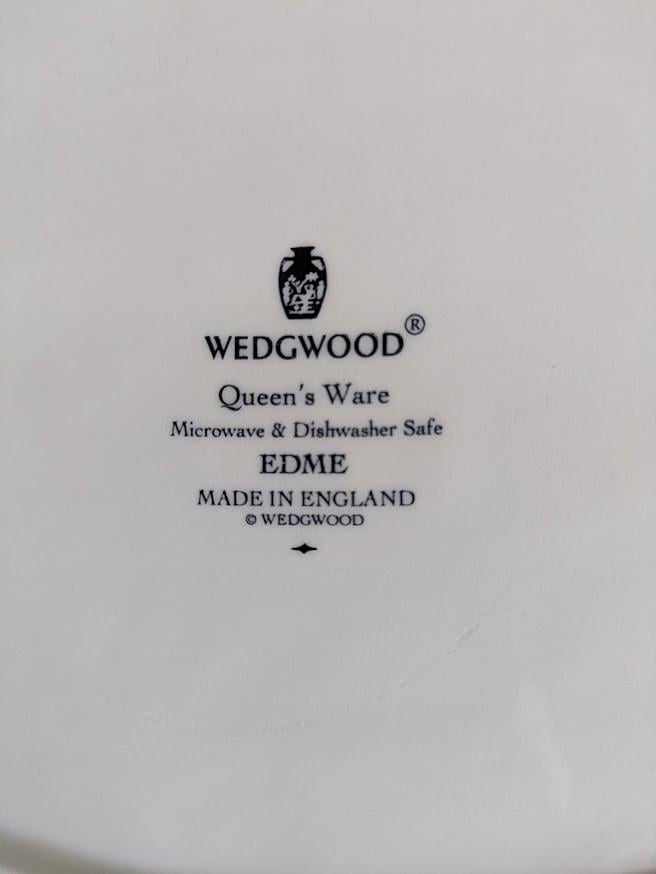 WEDGWOOD®
Queen's Ware
Microwave & Dishwasher Safe
EDME
MADE IN ENGLAND
© WEDGWOOD